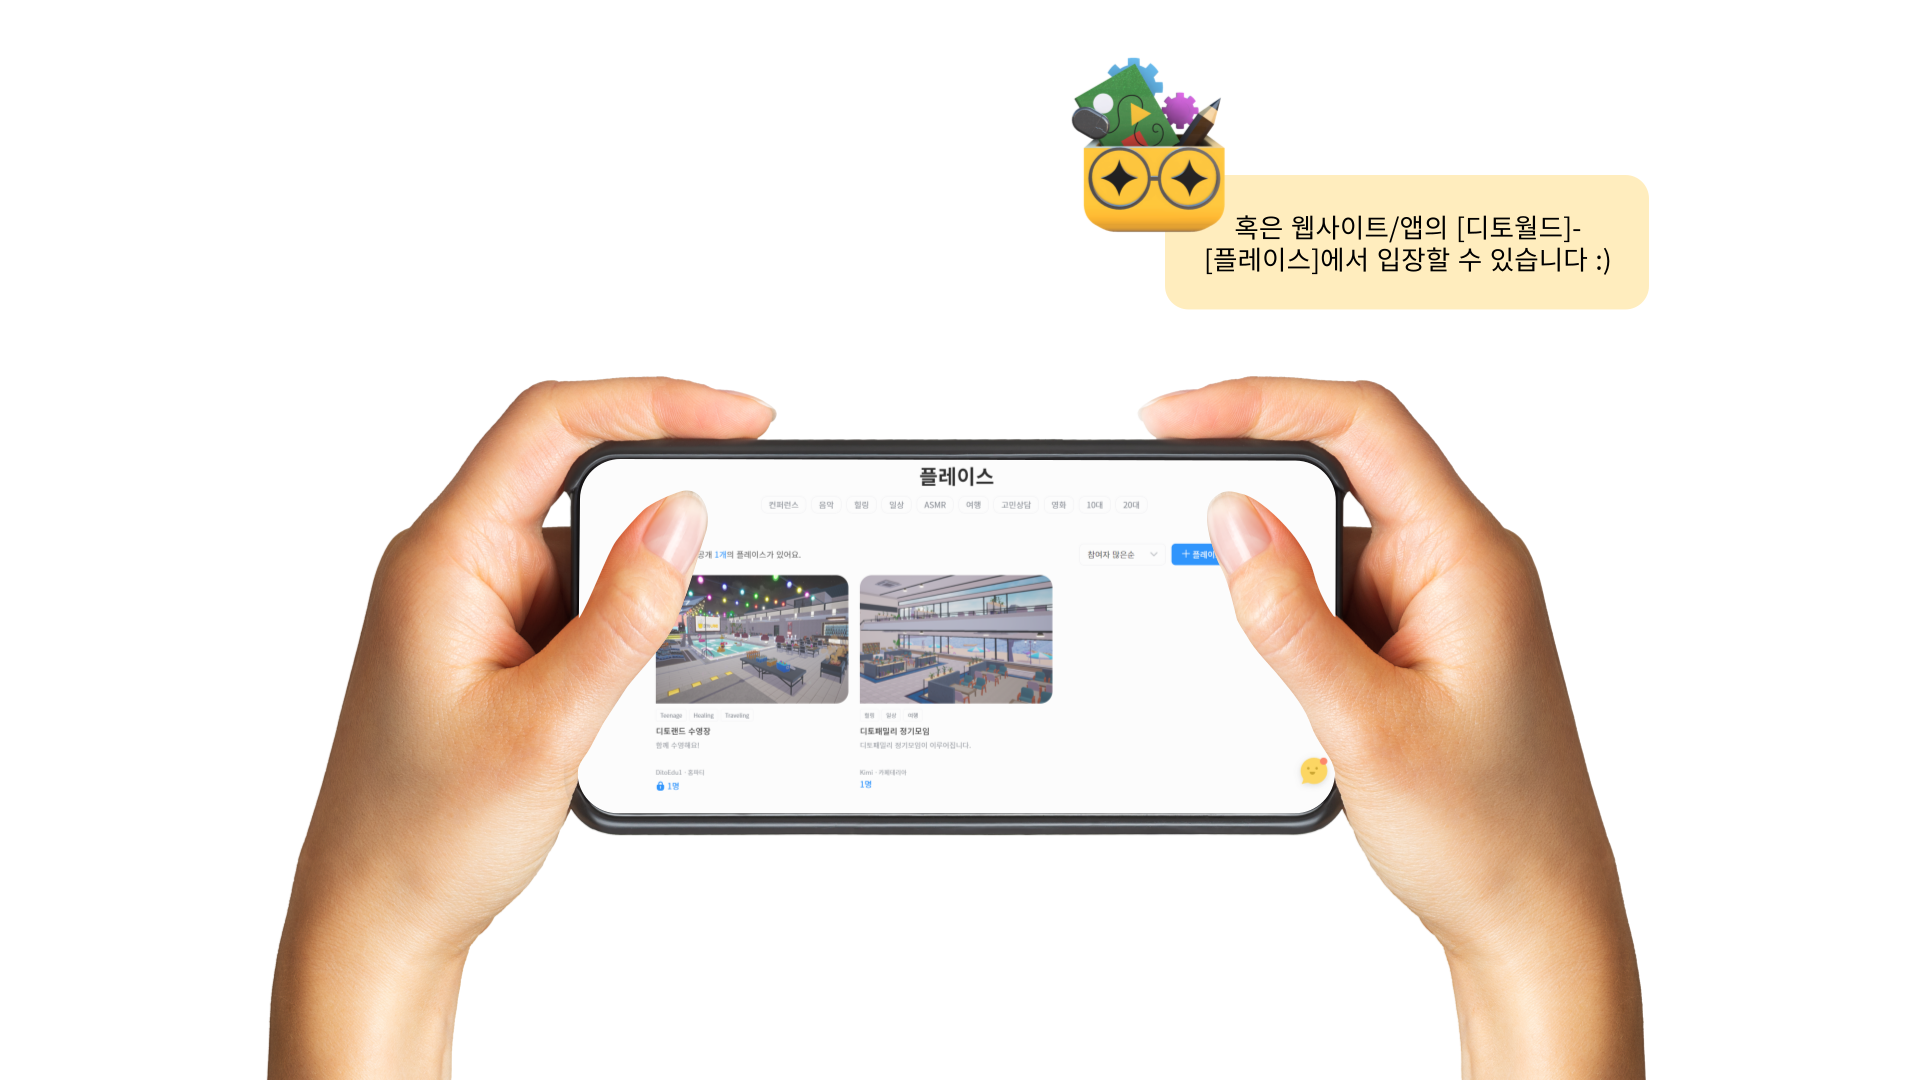 혹은 웹사이트/앱의 [디토월드]-
[플레이스]에서 입장할 수 있습니다 :)
플레이스
컨퍼런스 음악 힐링 일상 ASMR 여행 고민상담 영화 10대 20대
공개 1개의 플레이스가 있어요.
참여자 많은순
+ 플레이
Teenage Healing Traveling
디토랜드 수영장
함께 수영해요!
DitoEdu1 · 홈파티
1명
힐링 일상 여행
디토패밀리 정기모임
디토패밀리 정기모임이 이루어집니다.
Kimi · 카페테리아
1명